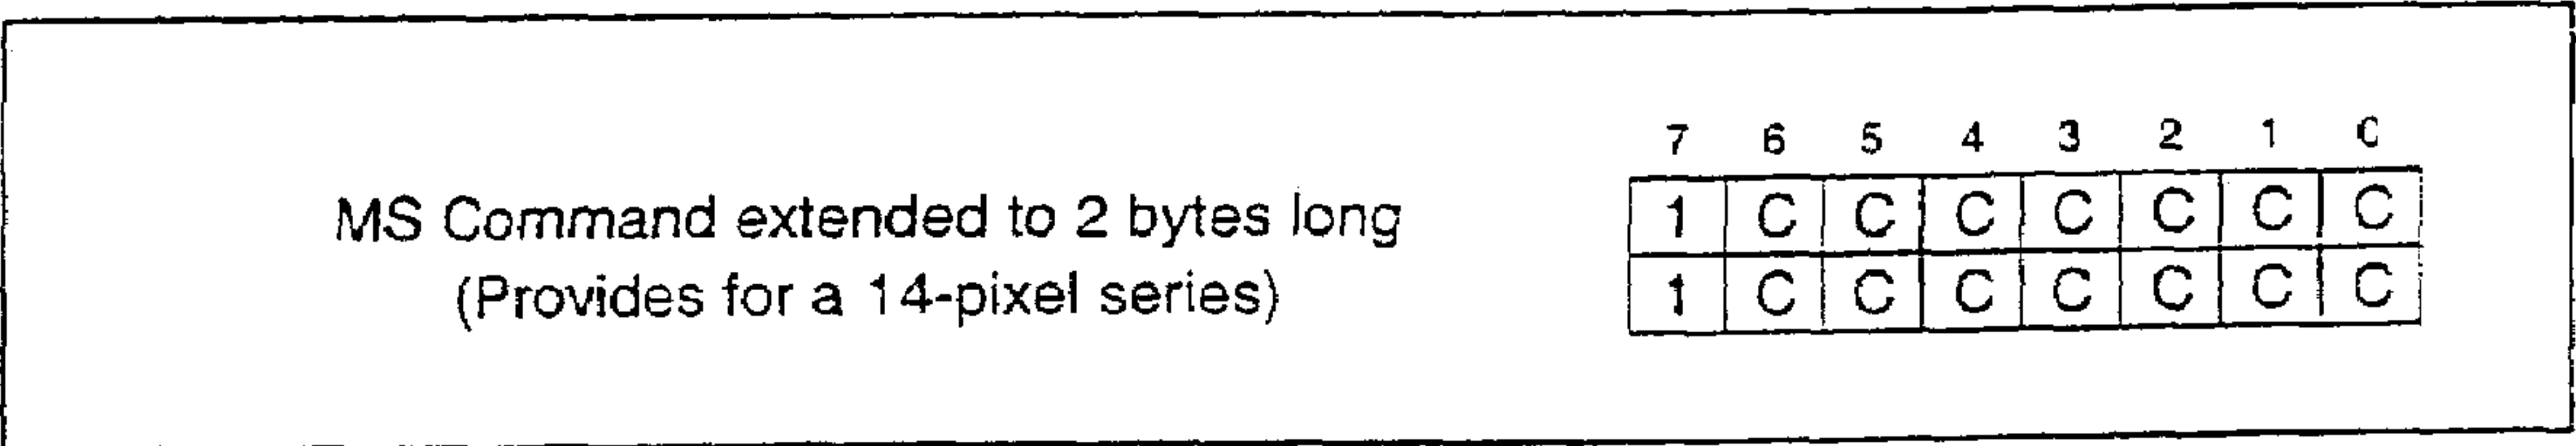 7 6 5 4 3 2 1 0
MS Command extended to 2 bytes long
1 C C C C C C C
(Provides for a 14-pixel series)
1 C C C C C C C